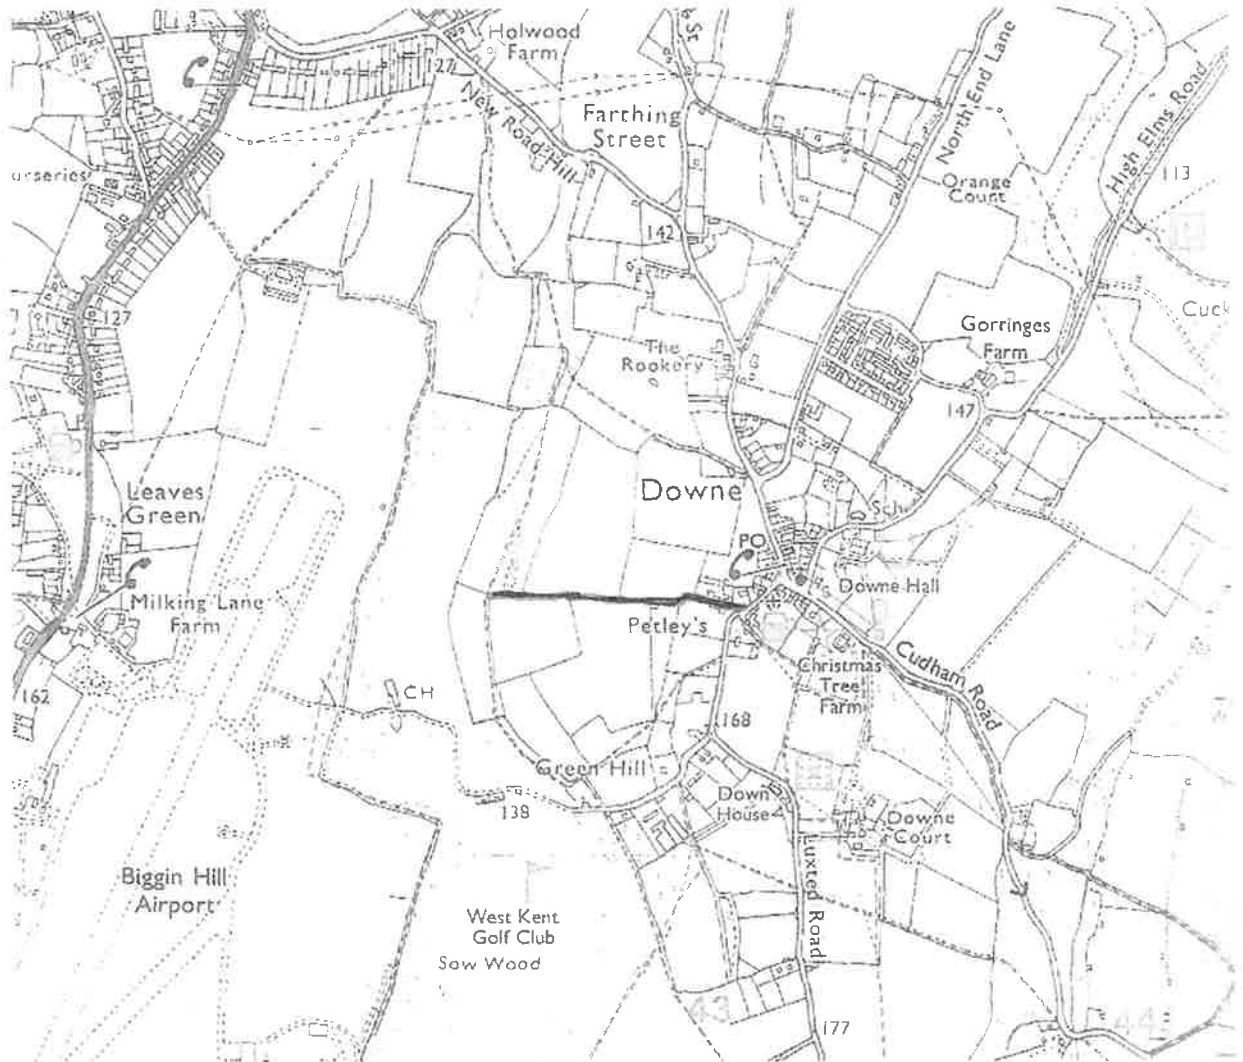 Holwood
Farm
127
New Road Hill
Farthing
Street
St
North End Lane
High Elms Road
113
Orange
Court
142
127
The
Rookery
Gorringes
Farm
147
Leaves
Green
Downe
Sch
PO
Downe Hall
Milking Lane
Farm
Petley's
Christmas
Tree
Farm
Cudham Road
162
CH
168
Green Hill
138
Down
House
Downe
Court
Luxted Road
Biggin Hill
Airport
West Kent
Golf Club
Saw Wood
43
44
177